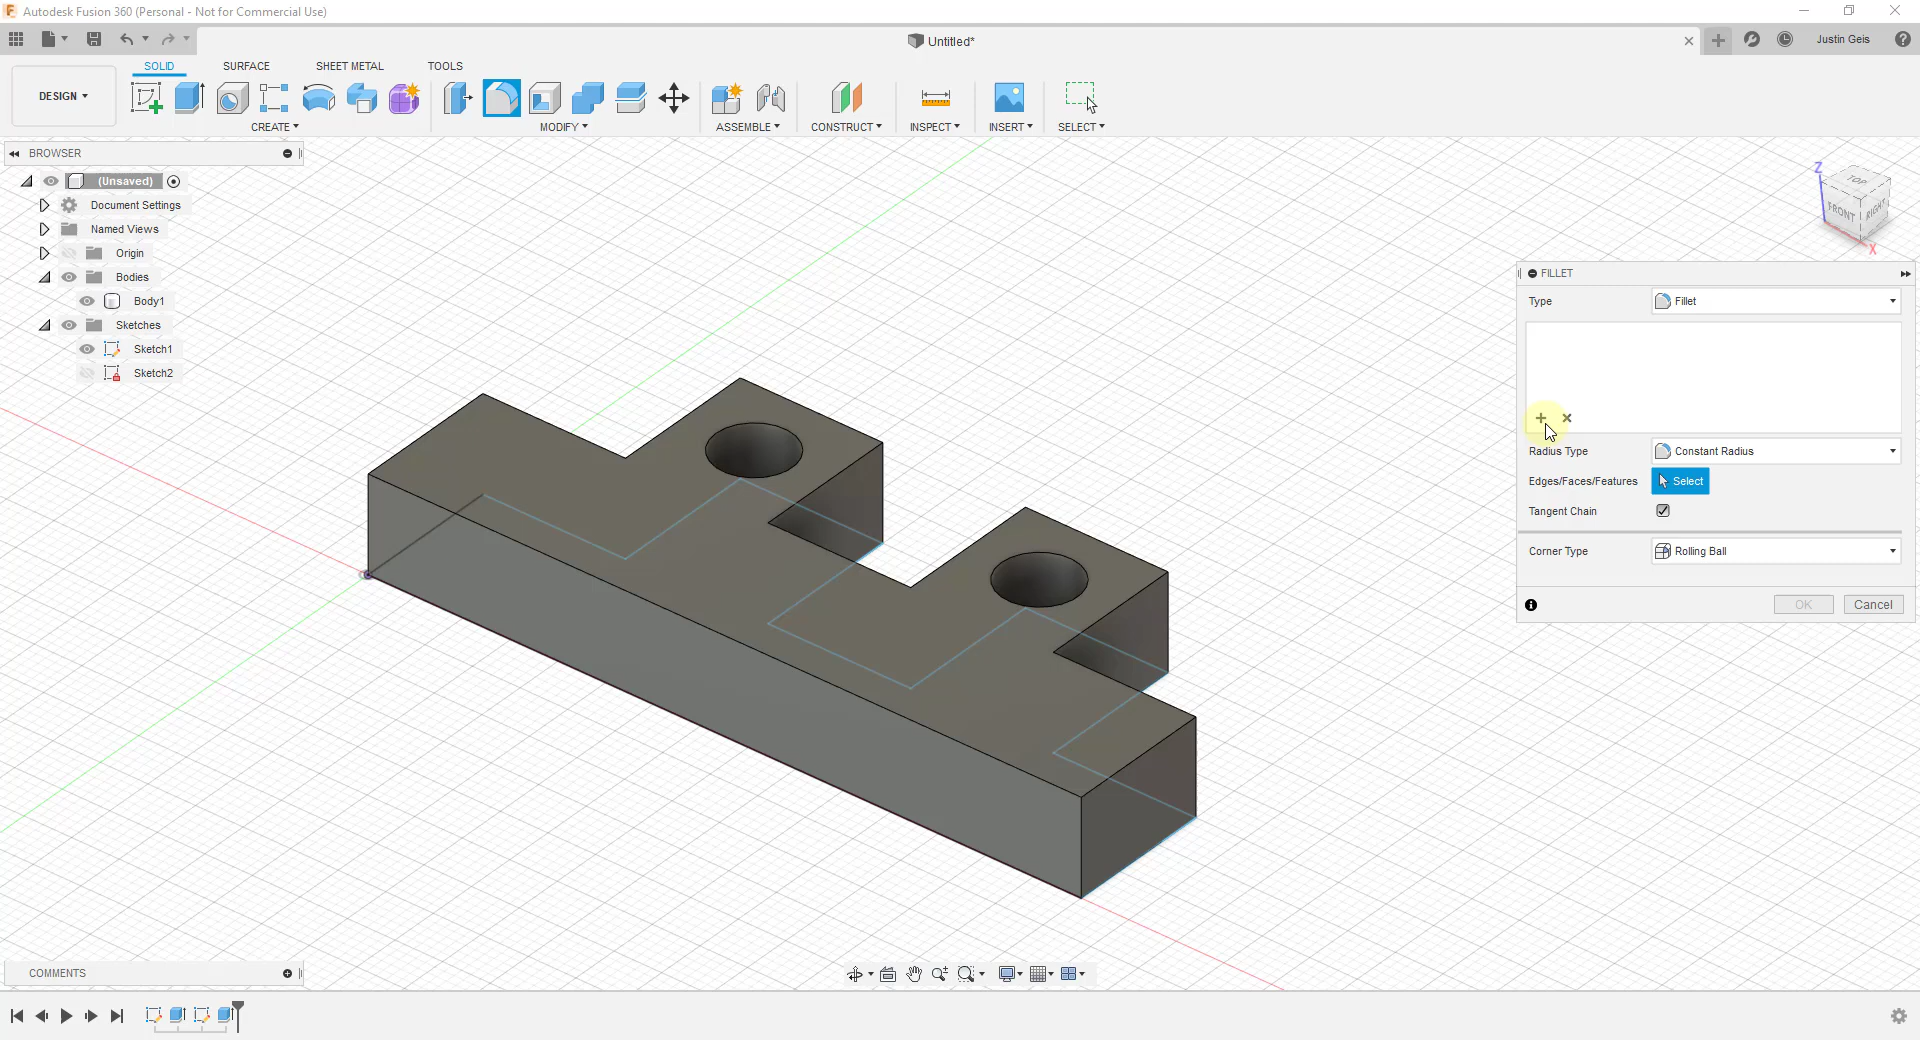 Autodesk Fusion 360 (Personal - Not for Commercial Use)
Untitled*
Justin Geis
SOLID SURFACE SHEET METAL TOOLS
DESIGN
CREATE MODIFY ASSEMBLE CONSTRUCT INSPECT INSERT SELECT
BROWSER
(Unsaved)
Document Settings
Named Views
Origin
Bodies
Body1
Sketches
Sketch1
Sketch2
Z
TOP
FRONT
RIGHT
X
FILLET
Type Fillet
Radius Type Constant Radius
Edges/Faces/Features Select
Tangent Chain
Corner Type Rolling Ball
OK Cancel
COMMENTS